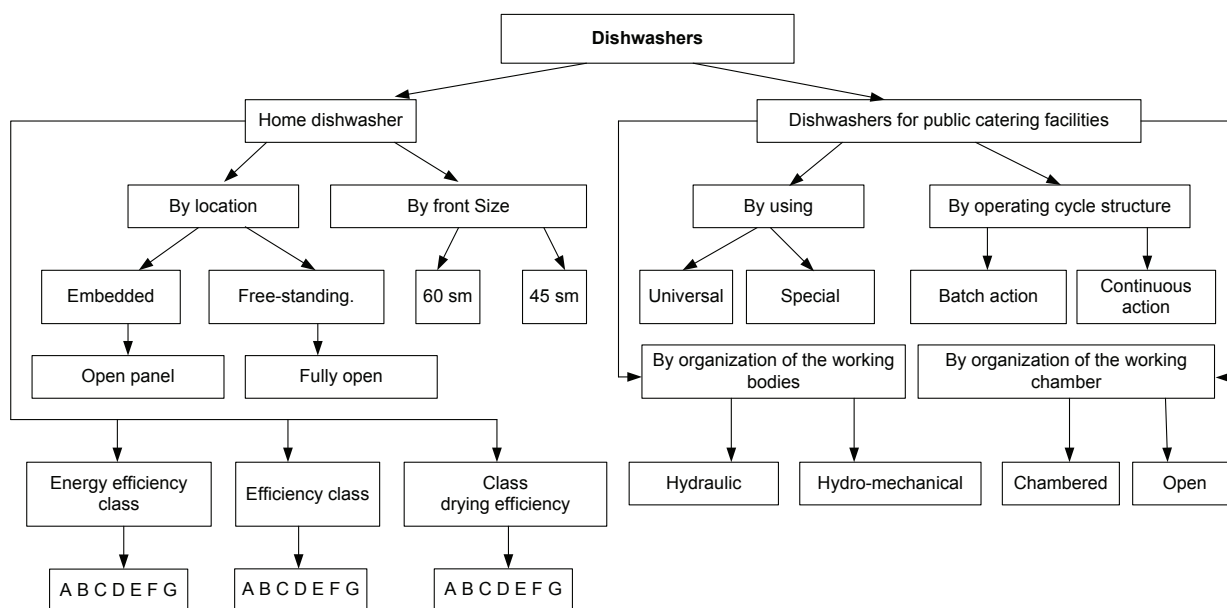 Dishwashers
Home dishwasher
Dishwashers for public catering facilities
By location
By front Size
By using
By operating cycle structure
Embedded
Free-standing.
60 sm
45 sm
Universal
Special
Batch action
Continuous
action
Open panel
Fully open
By organization of the working
bodies
By organization of the working
chamber
Energy efficiency
class
Efficiency class
Class
drying efficiency
Hydraulic
Hydro-mechanical
Chambered
Open
A B C D E F G
A B C D E F G
A B C D E F G